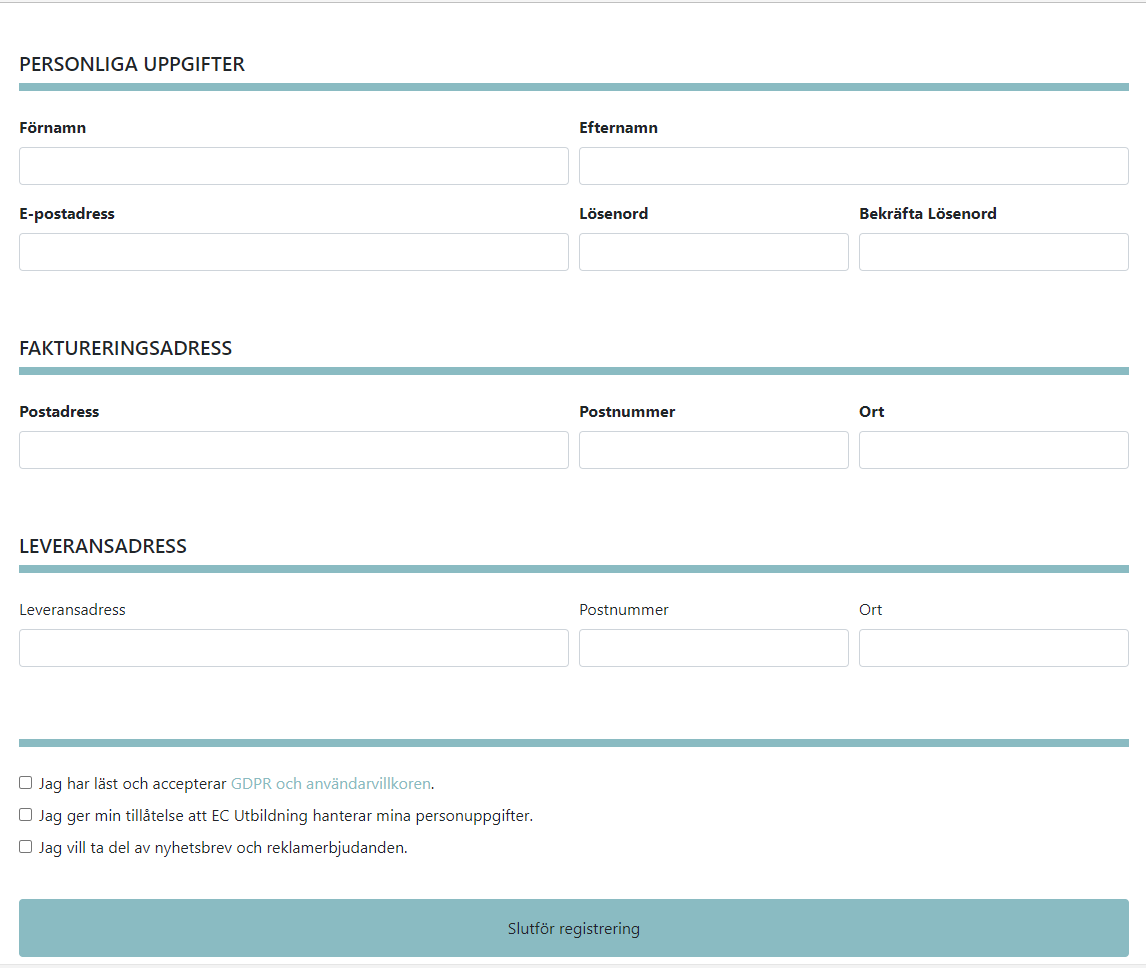 PERSONLIGA UPPGIFTER
Förnamn Efternamn
E-postadress Lösenord Bekräfta Lösenord
FAKTURERINGSADRESS
Postadress Postnummer Ort
LEVERANSADRESS
Leveransadress Postnummer Ort
Jag har läst och accepterar GDPR och användarvillkoren.
Jag ger min tillåtelse att EC Utbildning hanterar mina personuppgifter.
Jag vill ta del av nyhetsbrev och reklamerbjudanden.
Slutför registrering